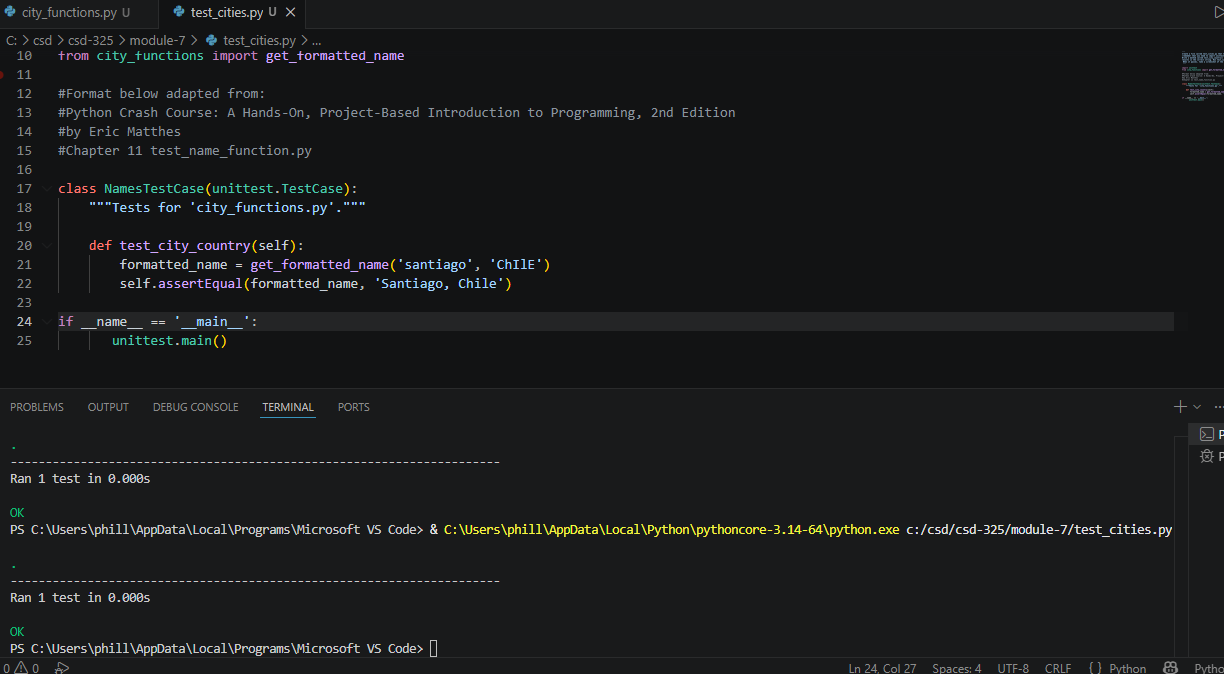 city_functions.py U
test_cities.py U
C: > csd > csd-325 > module-7 > test_cities.py > ...
10 from city_functions import get_formatted_name
11
12 #Format below adapted from:
13 #Python Crash Course: A Hands-On, Project-Based Introduction to Programming, 2nd Edition
14 #by Eric Matthes
15 #Chapter 11 test_name_function.py
16
17 class NamesTestCase(unittest.TestCase):
18 """Tests for 'city_functions.py'."""
19
20 def test_city_country(self):
21 formatted_name = get_formatted_name('santiago', 'ChIlE')
22 self.assertEqual(formatted_name, 'Santiago, Chile')
23
24 if __name__ == '__main__':
25 unittest.main()
PROBLEMS OUTPUT DEBUG CONSOLE TERMINAL PORTS
.
----------------------------------------------------------------------
Ran 1 test in 0.000s
OK
PS C:\Users\phill\AppData\Local\Programs\Microsoft VS Code> & C:\Users\phill\AppData\Local\Python\pythoncore-3.14-64\python.exe c:/csd/csd-325/module-7/test_cities.py
.
----------------------------------------------------------------------
Ran 1 test in 0.000s
OK
PS C:\Users\phill\AppData\Local\Programs\Microsoft VS Code>
0 0 Ln 24, Col 27 Spaces: 4 UTF-8 CRLF { } Python